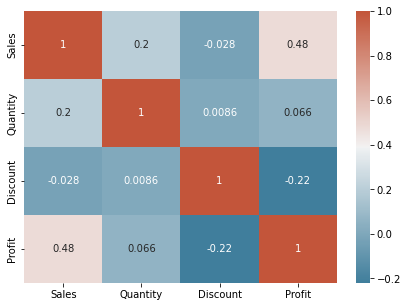 Sales 1 0.2 -0.028 0.48
Quantity 0.2 1 0.0086 0.066
Discount -0.028 0.0086 1 -0.22
Profit 0.48 0.066 -0.22 1
Sales Quantity Discount Profit
1.0
0.8
0.6
0.4
0.2
0.0
−0.2